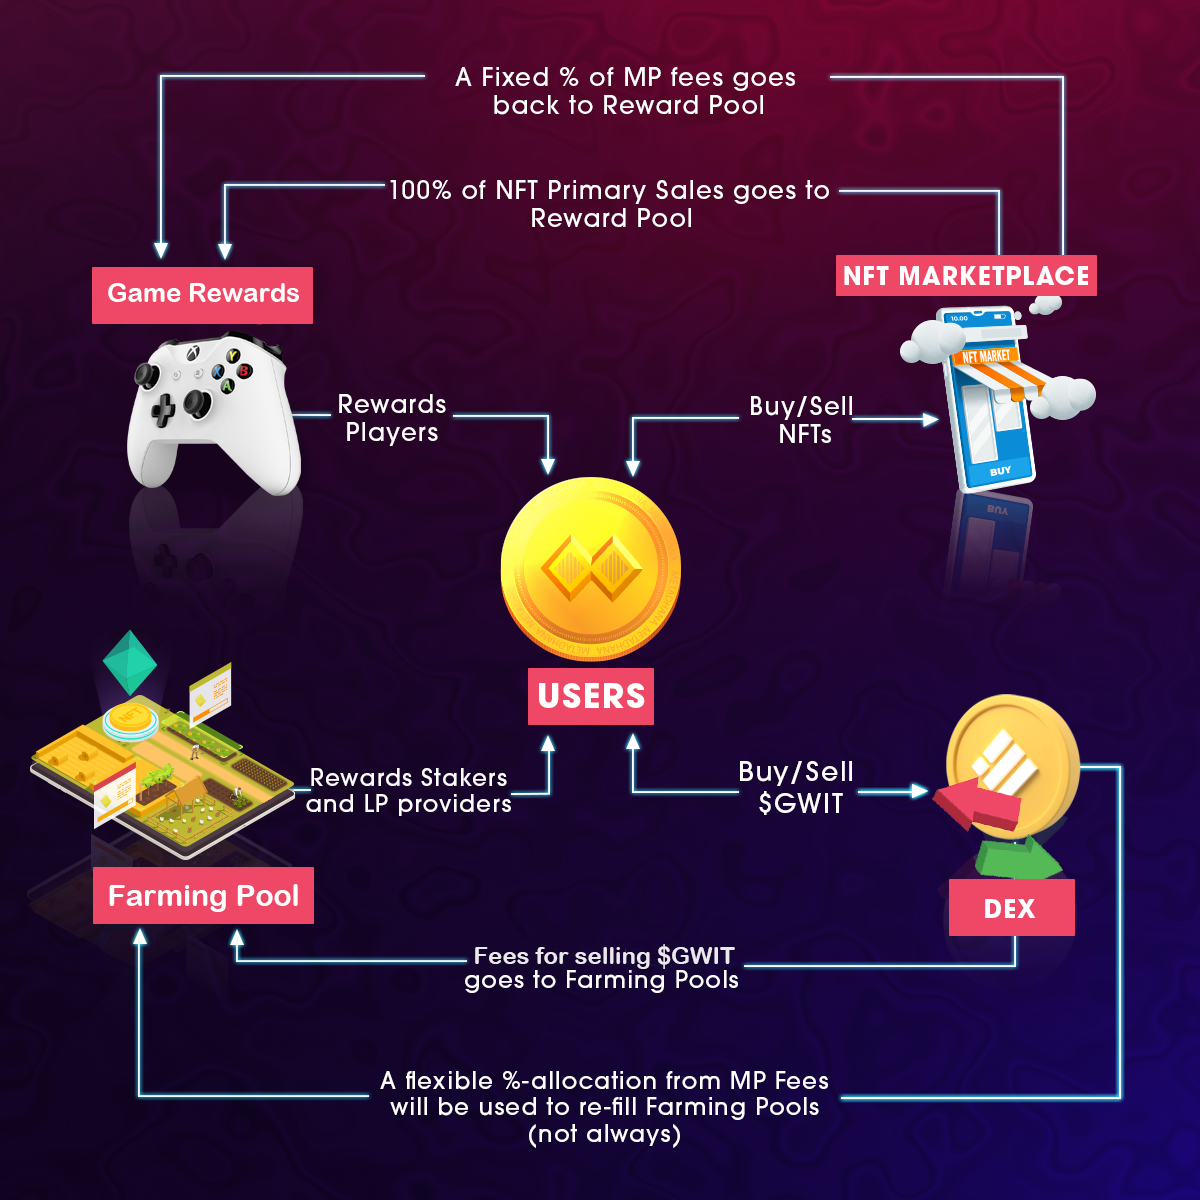 A Fixed % of MP fees goes
back to Reward Pool
100% of NFT Primary Sales goes to
Reward Pool
Game Rewards
NFT MARKETPLACE
10.00
NFT MARKET
BUY
Y
X
B
A
Rewards
Players
Buy/Sell
NFTs
METADHANA METADHANA
USERS
NFT
Rewards Stakers
and LP providers
Buy/Sell
$GWIT
Farming Pool
DEX
Fees for selling $GWIT
goes to Farming Pools
A flexible %-allocation from MP Fees
will be used to re-fill Farming Pools
(not always)